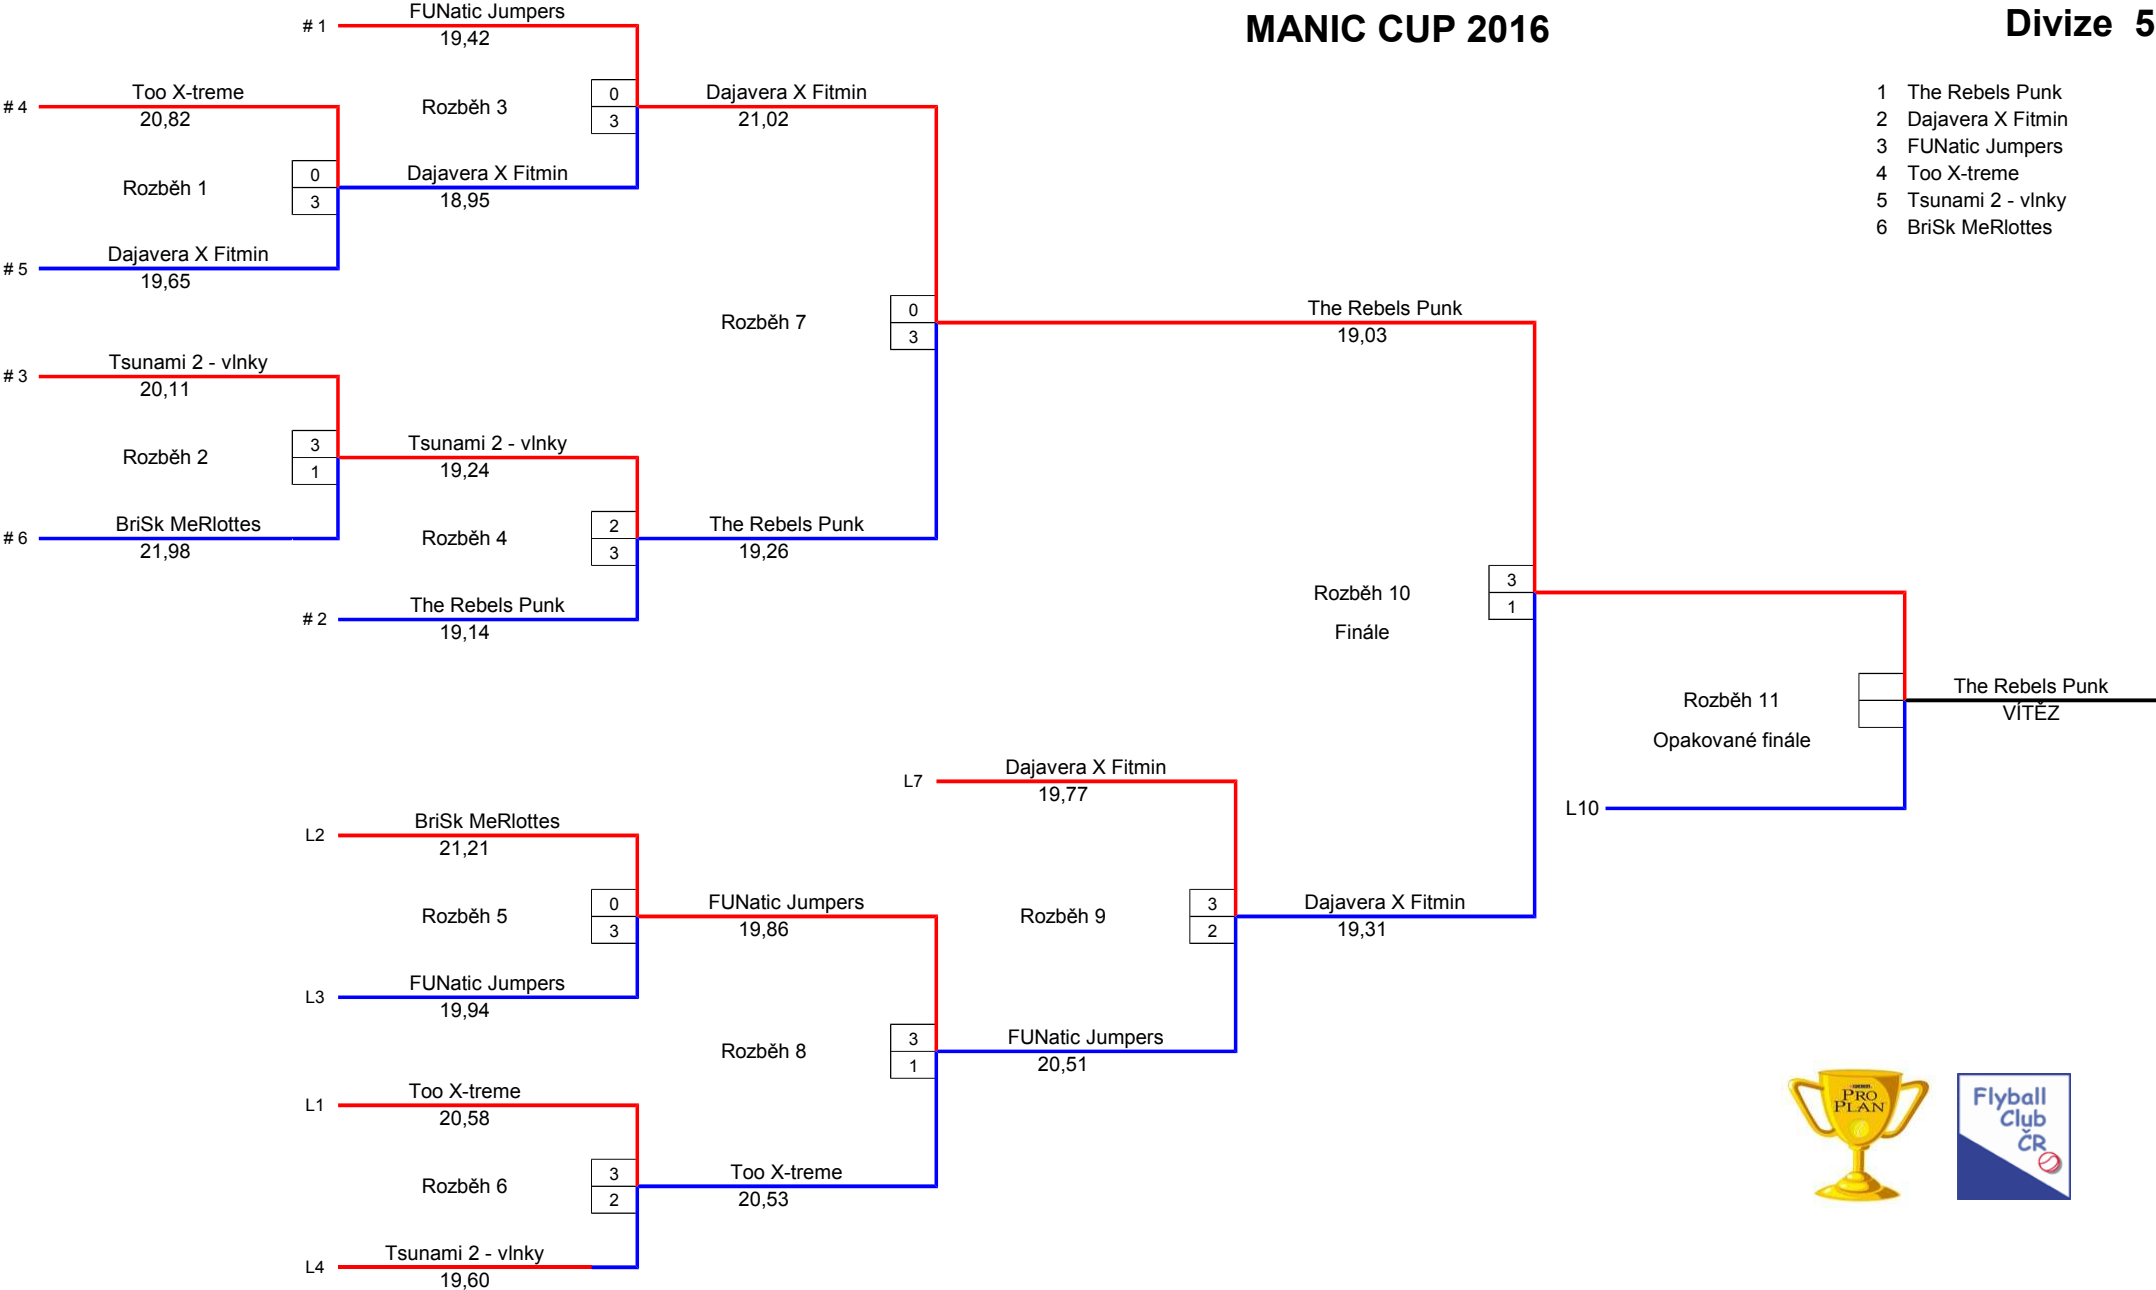 MANIC CUP 2016
Divize 5
1 The Rebels Punk
2 Dajavera X Fitmin
3 FUNatic Jumpers
4 Too X-treme
5 Tsunami 2 - vlnky
6 BriSk MeRlottes
# 1
FUNatic Jumpers
19,42
# 4
Too X-treme
20,82
Rozběh 3
0
3
Dajavera X Fitmin
21,02
Rozběh 1
0
3
Dajavera X Fitmin
18,95
# 5
Dajavera X Fitmin
19,65
Rozběh 7
0
3
The Rebels Punk
19,03
# 3
Tsunami 2 - vlnky
20,11
Rozběh 2
3
1
Tsunami 2 - vlnky
19,24
# 6
BriSk MeRlottes
21,98
Rozběh 4
2
3
The Rebels Punk
19,26
# 2
The Rebels Punk
19,14
Rozběh 10
Finále
3
1
Rozběh 11
Opakované finále
The Rebels Punk
VÍTĚZ
L10
L7
Dajavera X Fitmin
19,77
L2
BriSk MeRlottes
21,21
Rozběh 5
0
3
FUNatic Jumpers
19,86
Rozběh 9
3
2
Dajavera X Fitmin
19,31
L3
FUNatic Jumpers
19,94
Rozběh 8
3
1
FUNatic Jumpers
20,51
L1
Too X-treme
20,58
Rozběh 6
3
2
Too X-treme
20,53
L4
Tsunami 2 - vlnky
19,60
PRO
PLAN
Flyball
Club
ČR